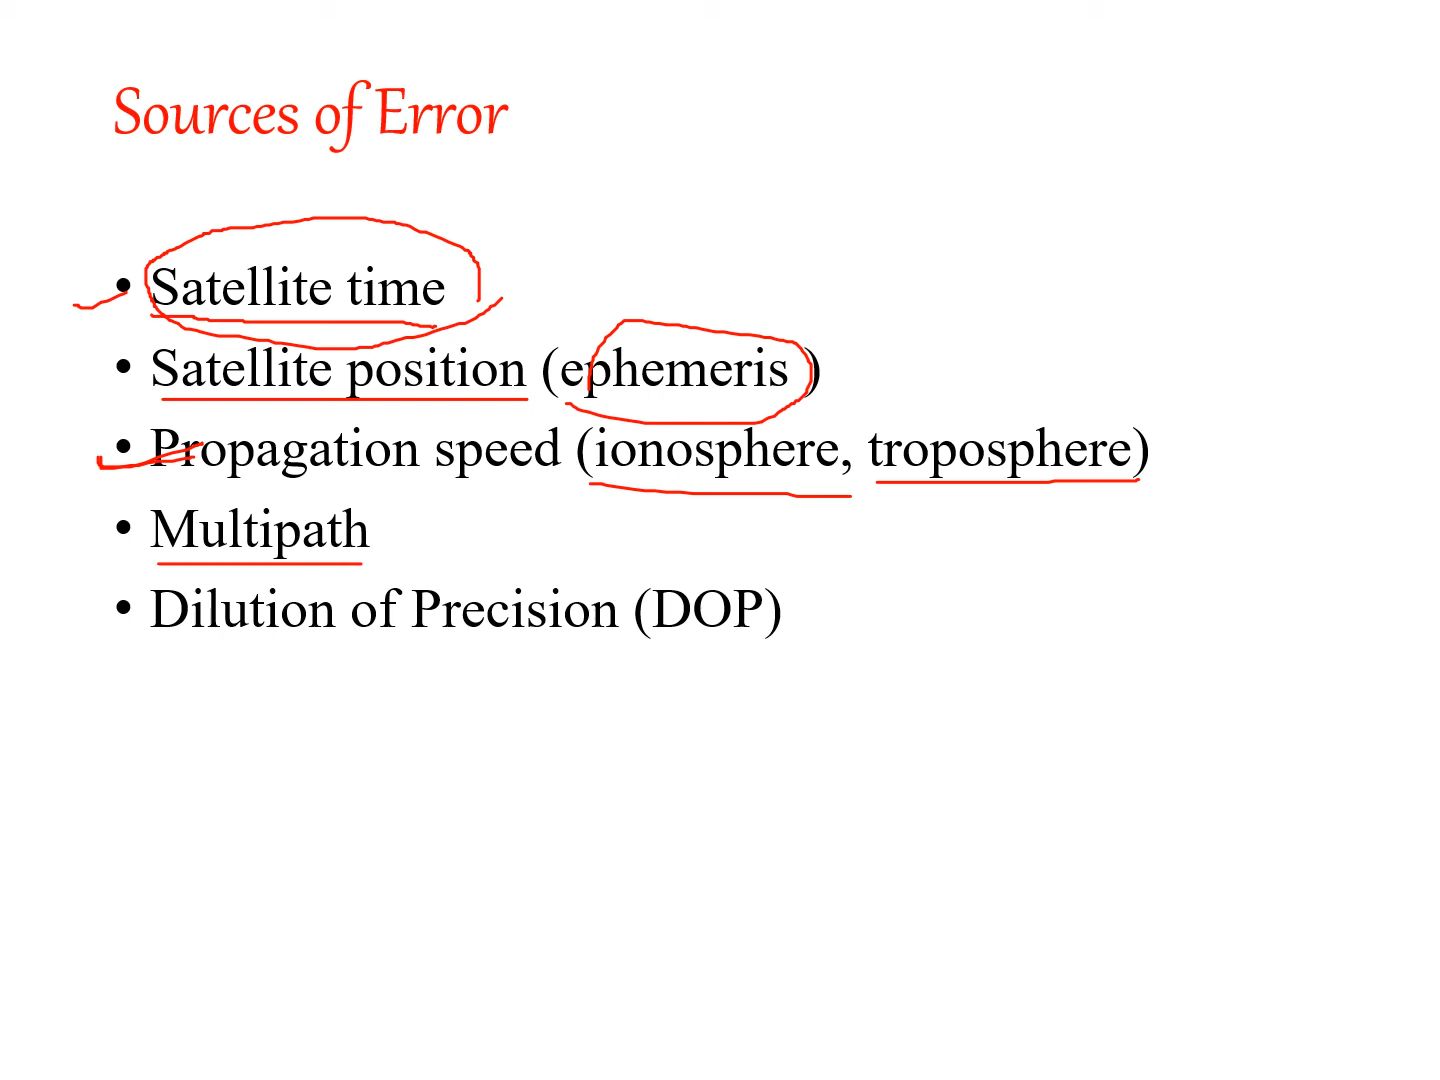 Sources of Error
• Satellite time
• Satellite position (ephemeris )
• Propagation speed (ionosphere, troposphere)
• Multipath
• Dilution of Precision (DOP)